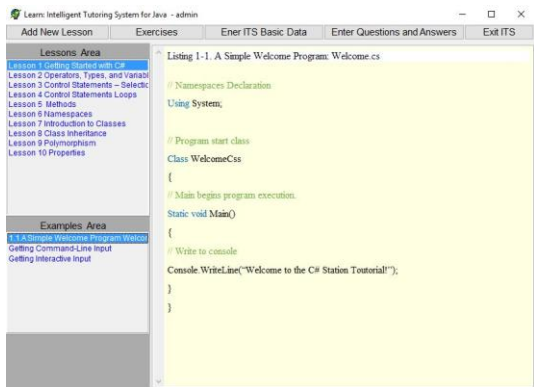 Learn: Intelligent Tutoring System for Java - admin
Add New Lesson Exercises Ener ITS Basic Data Enter Questions and Answers Exit ITS
Lessons Area
Lesson 1 Getting Started with C#
Lesson 2 Operators, Types, and Variabl
Lesson 3 Control Statements – Selectic
Lesson 4 Control Statements Loops
Lesson 5 Methods
Lesson 6 Namespaces
Lesson 7 Introduction to Classes
Lesson 8 Class Inheritance
Lesson 9 Polymorphism
Lesson 10 Properties
Examples Area
1.1 A Simple Welcome Program Welcor
Getting Command-Line Input
Getting Interactive Input
Listing 1-1. A Simple Welcome Program: Welcome.cs
// Namespaces Declaration
Using System;
// Program start class
Class WelcomeCss
{
// Main begins program execution.
Static void Main()
{
// Write to console
Console.WriteLine("Welcome to the C# Station Toutorial!");
}
}